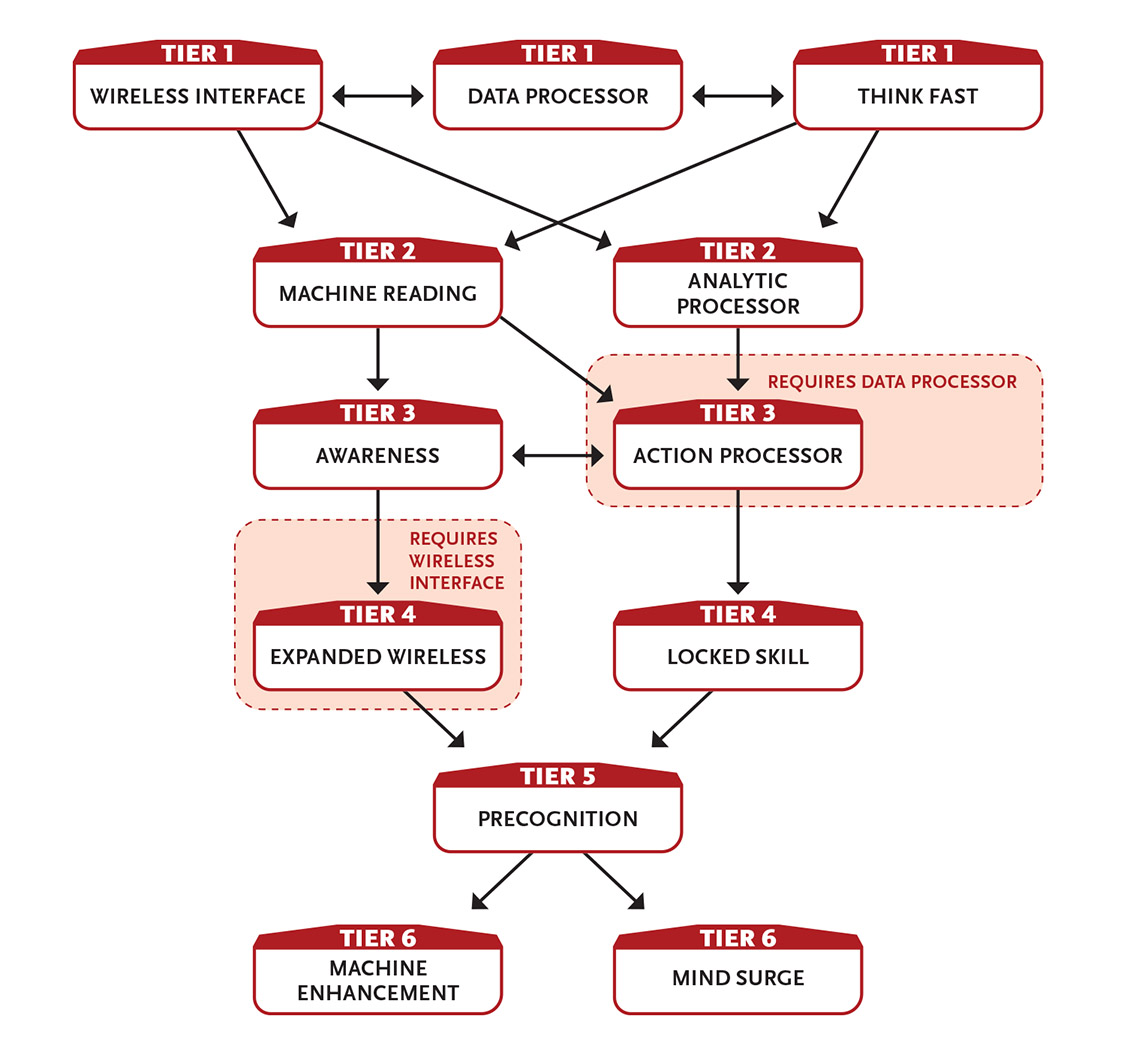 TIER 1
WIRELESS INTERFACE
TIER 1
DATA PROCESSOR
TIER 1
THINK FAST
TIER 2
MACHINE READING
TIER 2
ANALYTIC
PROCESSOR
REQUIRES DATA PROCESSOR
TIER 3
AWARENESS
TIER 3
ACTION PROCESSOR
REQUIRES
WIRELESS
INTERFACE
TIER 4
EXPANDED WIRELESS
TIER 4
LOCKED SKILL
TIER 5
PRECOGNITION
TIER 6
MACHINE
ENHANCEMENT
TIER 6
MIND SURGE